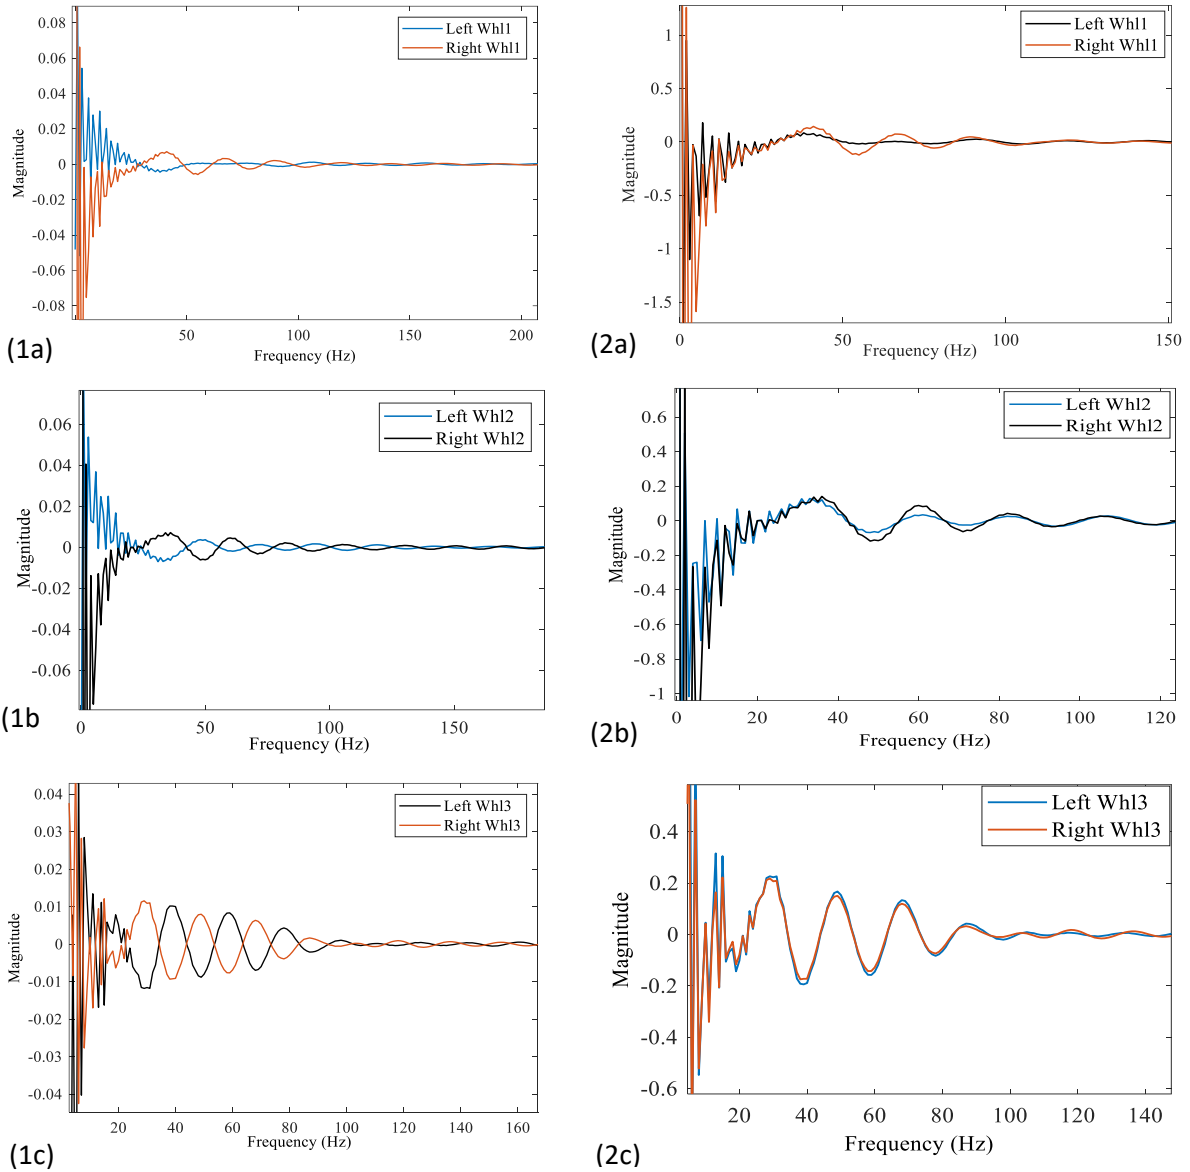 0.08
0.06
0.04
0.02
0
-0.02
-0.04
-0.06
-0.08
Magnitude
Left Whl1
Right Whl1
50 100 150 200
Frequency (Hz)
(1a)
1
0.5
0
-0.5
-1
-1.5
Magnitude
Left Whl1
Right Whl1
0 50 100 150
Frequency (Hz)
(2a)
0.06
0.04
0.02
0
-0.02
-0.04
-0.06
Magnitude
Left Whl2
Right Whl2
0 50 100 150
Frequency (Hz)
(1b
0.6
0.4
0.2
0
-0.2
-0.4
-0.6
-0.8
-1
Magnitude
Left Whl2
Right Whl2
0 20 40 60 80 100 120
Frequency (Hz)
(2b)
0.04
0.03
0.02
0.01
0
-0.01
-0.02
-0.03
-0.04
Magnitude
Left Whl3
Right Whl3
20 40 60 80 100 120 140 160
Frequency (Hz)
(1c)
0.4
0.2
0
-0.2
-0.4
-0.6
Magnitude
Left Whl3
Right Whl3
20 40 60 80 100 120 140
Frequency (Hz)
(2c)